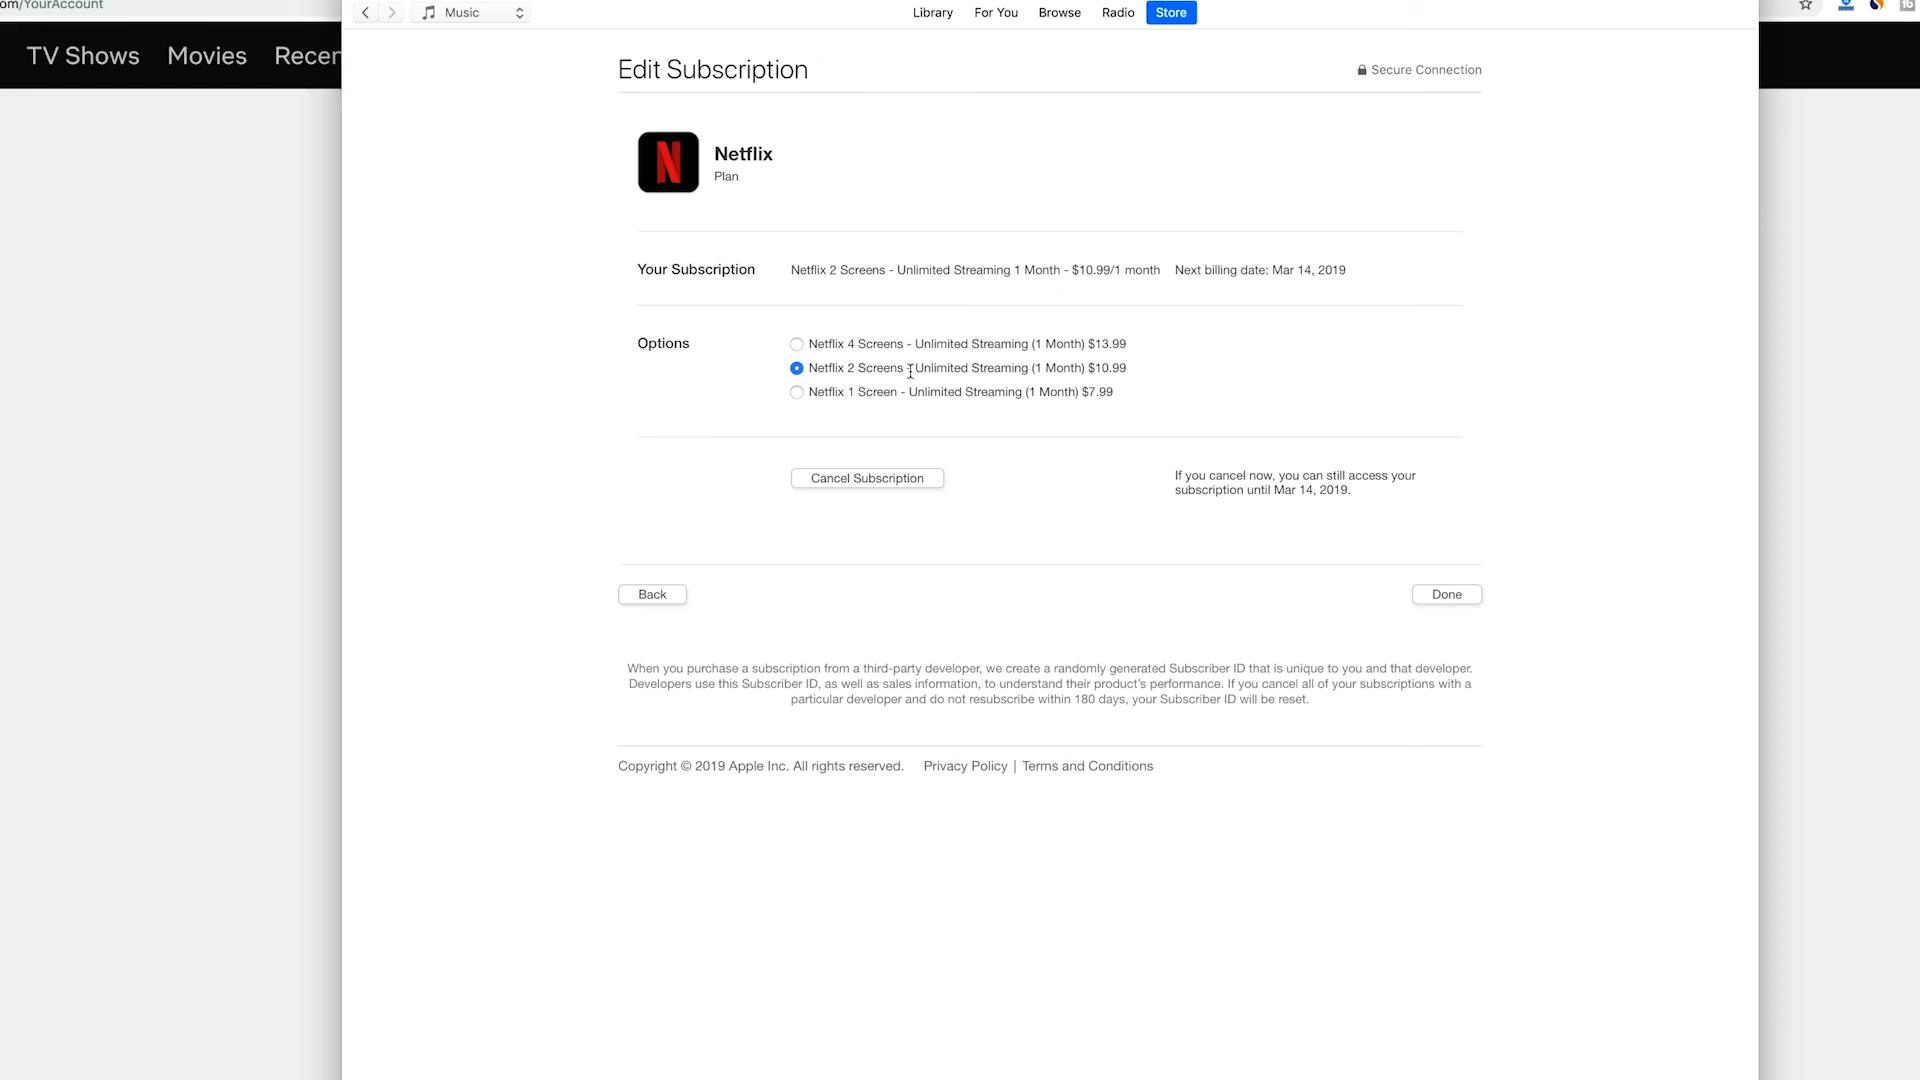 om/YourAccount
Music
Library
For You
Browse
Radio
Store
TV Shows
Movies
Recen
Edit Subscription
Secure Connection
N
Netflix
Plan
Your Subscription
Netflix 2 Screens - Unlimited Streaming 1 Month - $10.99/1 month
Next billing date: Mar 14, 2019
Options
Netflix 4 Screens - Unlimited Streaming (1 Month) $13.99
Netflix 2 Screens - Unlimited Streaming (1 Month) $10.99
Netflix 1 Screen - Unlimited Streaming (1 Month) $7.99
Cancel Subscription
If you cancel now, you can still access your
subscription until Mar 14, 2019.
Back
Done
When you purchase a subscription from a third-party developer, we create a randomly generated Subscriber ID that is unique to you and that developer.
Developers use this Subscriber ID, as well as sales information, to understand their product's performance. If you cancel all of your subscriptions with a
particular developer and do not resubscribe within 180 days, your Subscriber ID will be reset.
Copyright © 2019 Apple Inc. All rights reserved.
Privacy Policy | Terms and Conditions